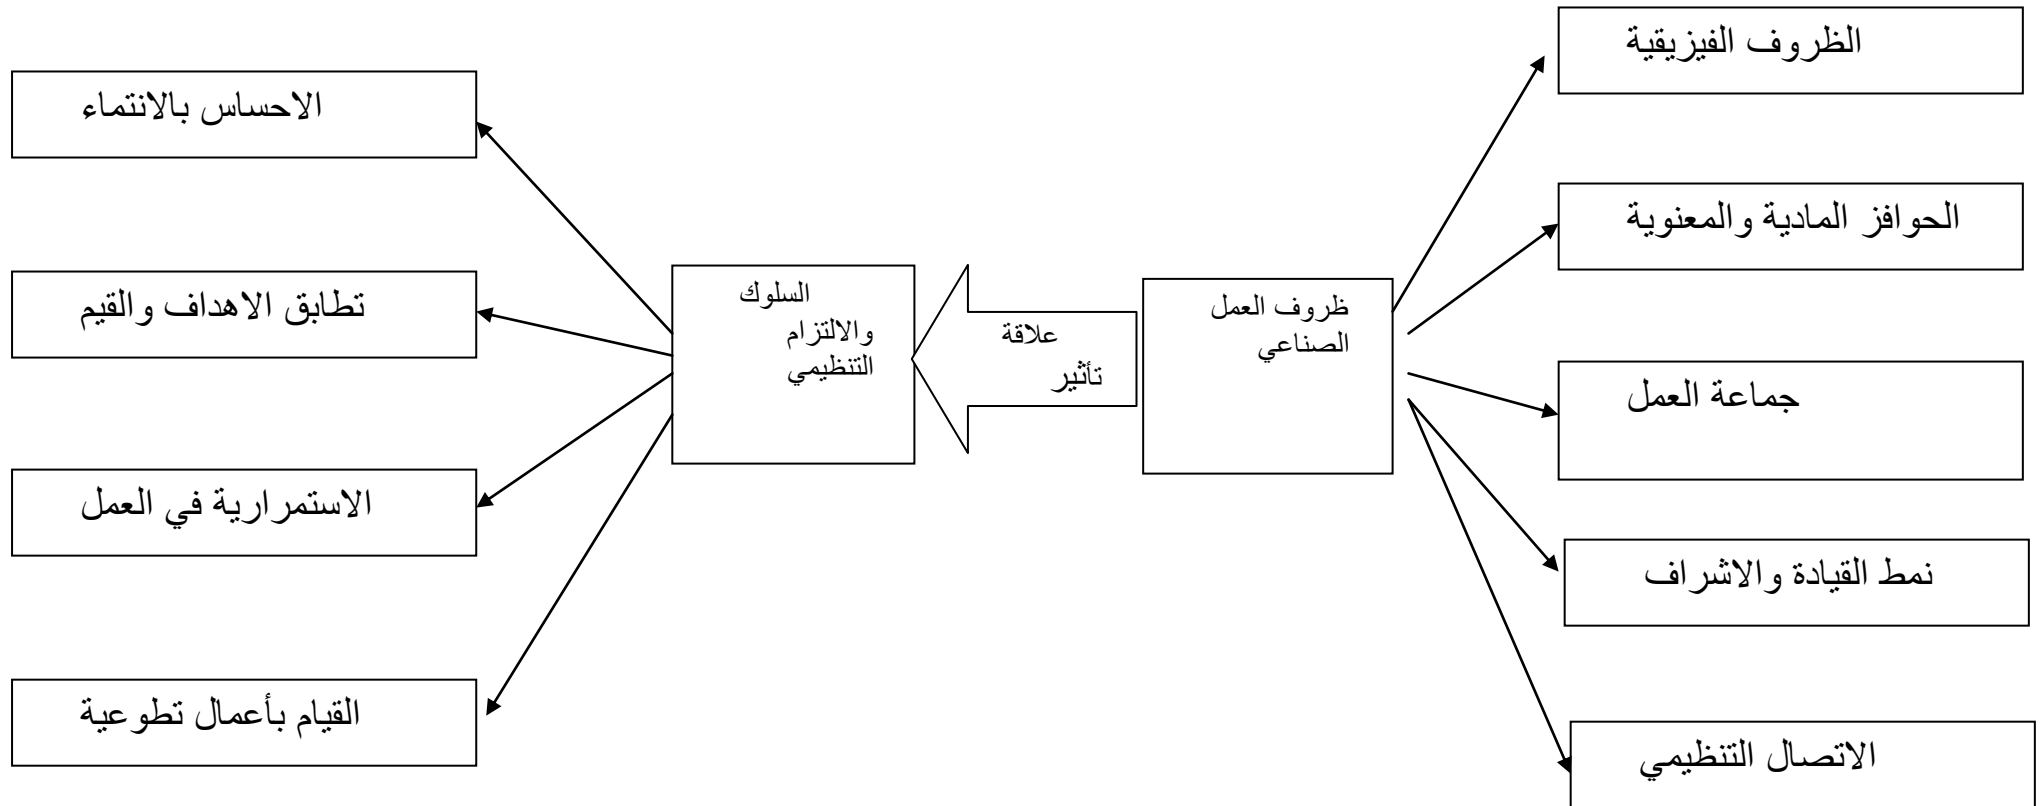 الظروف الفيزيقية
الحوافز المادية والمعنوية
جماعة العمل
نمط القيادة والاشراف
الاتصال التنظيمي
ظروف العمل
الصناعي
علاقة
تأثير
السلوك
والالتزام
التنظيمي
الاحساس بالانتماء
تطابق الاهداف والقيم
الاستمرارية في العمل
القيام بأعمال تطوعية